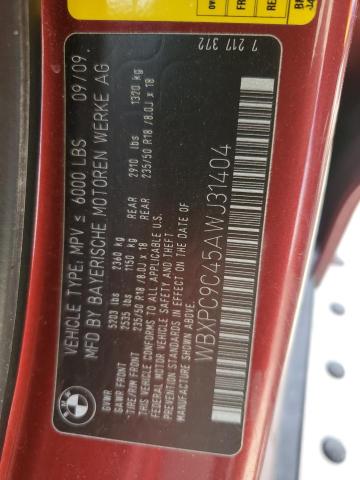 7 217 372
VEHICLE TYPE: MPV ≤ 6000 LBS 09/09.
MFD BY BAYERISCHE MOTOREN WERKE AG
GVWR 5203 lbs 2360 kg
GAWR FRONT 2535 lbs 1150 kg REAR 2910 lbs 1320 kg
-TIRE/RIM FRONT 235/50 R18 /8.0J x 18 REAR 235/50 R18 /8.0J x 18
THIS VEHICLE CONFORMS TO ALL APPLICABLE U.S.
FEDERAL MOTOR VEHICLE SAFETY AND THEFT
PREVENTION STANDARDS IN EFFECT ON THE
DATE OF MANUFACTURE SHOWN ABOVE.
WBXPC9C45AWJ31404
BMW